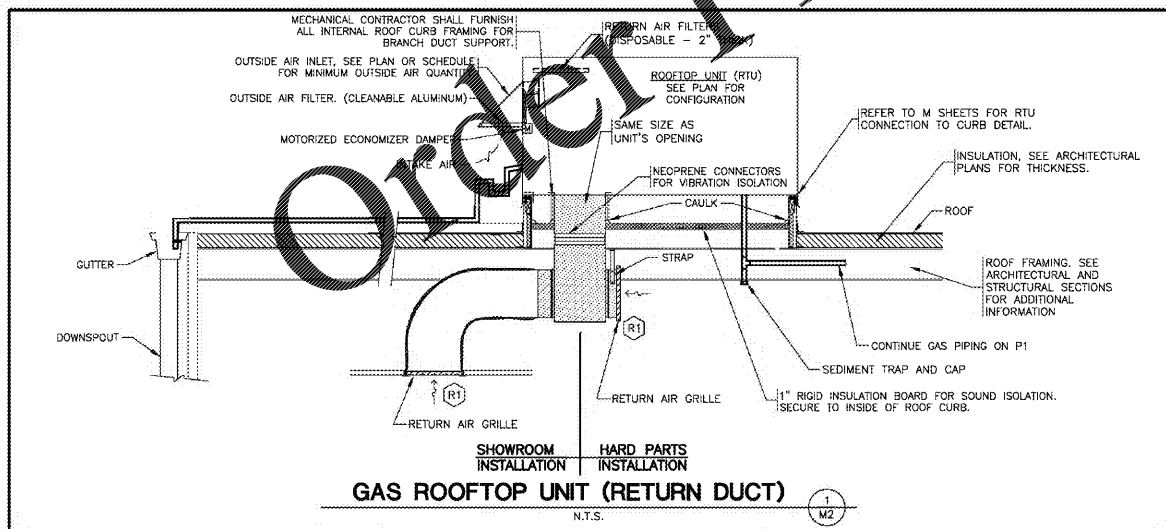 MECHANICAL CONTRACTOR SHALL FURNISH
ALL INTERNAL ROOF CURB FRAMING FOR
BRANCH DUCT SUPPORT.
RETURN AIR FILTER
(DISPOSABLE - 2"
OUTSIDE AIR INLET, SEE PLAN OR SCHEDULE
FOR MINIMUM OUTSIDE AIR
ROOFTOP UNIT (RTU)
SEE PLAN FOR
CONFIGURATION
OUTSIDE AIR FILTER. (CLEANABLE ALUMINUM)
REFER TO M SHEETS FOR RTU
CONNECTION TO CURB DETAIL.
SAME SIZE AS
UNIT'S OPENING
M
MOTORIZED ECONOMIZER DAMPER
INTAKE AIR
INSULATION, SEE ARCHITECTURAL
PLANS FOR THICKNESS.
NEOPRENE CONNECTORS
FOR VIBRATION ISOLATION
CAULK
ROOF
GUTTER
STRAP
ROOF FRAMING. SEE
ARCHITECTURAL AND
STRUCTURAL SECTIONS
FOR ADDITIONAL
INFORMATION
R1
DOWNSPOUT
CONTINUE GAS PIPING ON P1
SEDIMENT TRAP AND CAP
R1
RETURN AIR GRILLE
1" RIGID INSULATION BOARD FOR SOUND ISOLATION.
SECURE TO INSIDE OF ROOF CURB.
RETURN AIR GRILLE
SHOWROOM
INSTALLATION
HARD PARTS
INSTALLATION
GAS ROOFTOP UNIT (RETURN DUCT)
N.T.S.
1
M2
Order